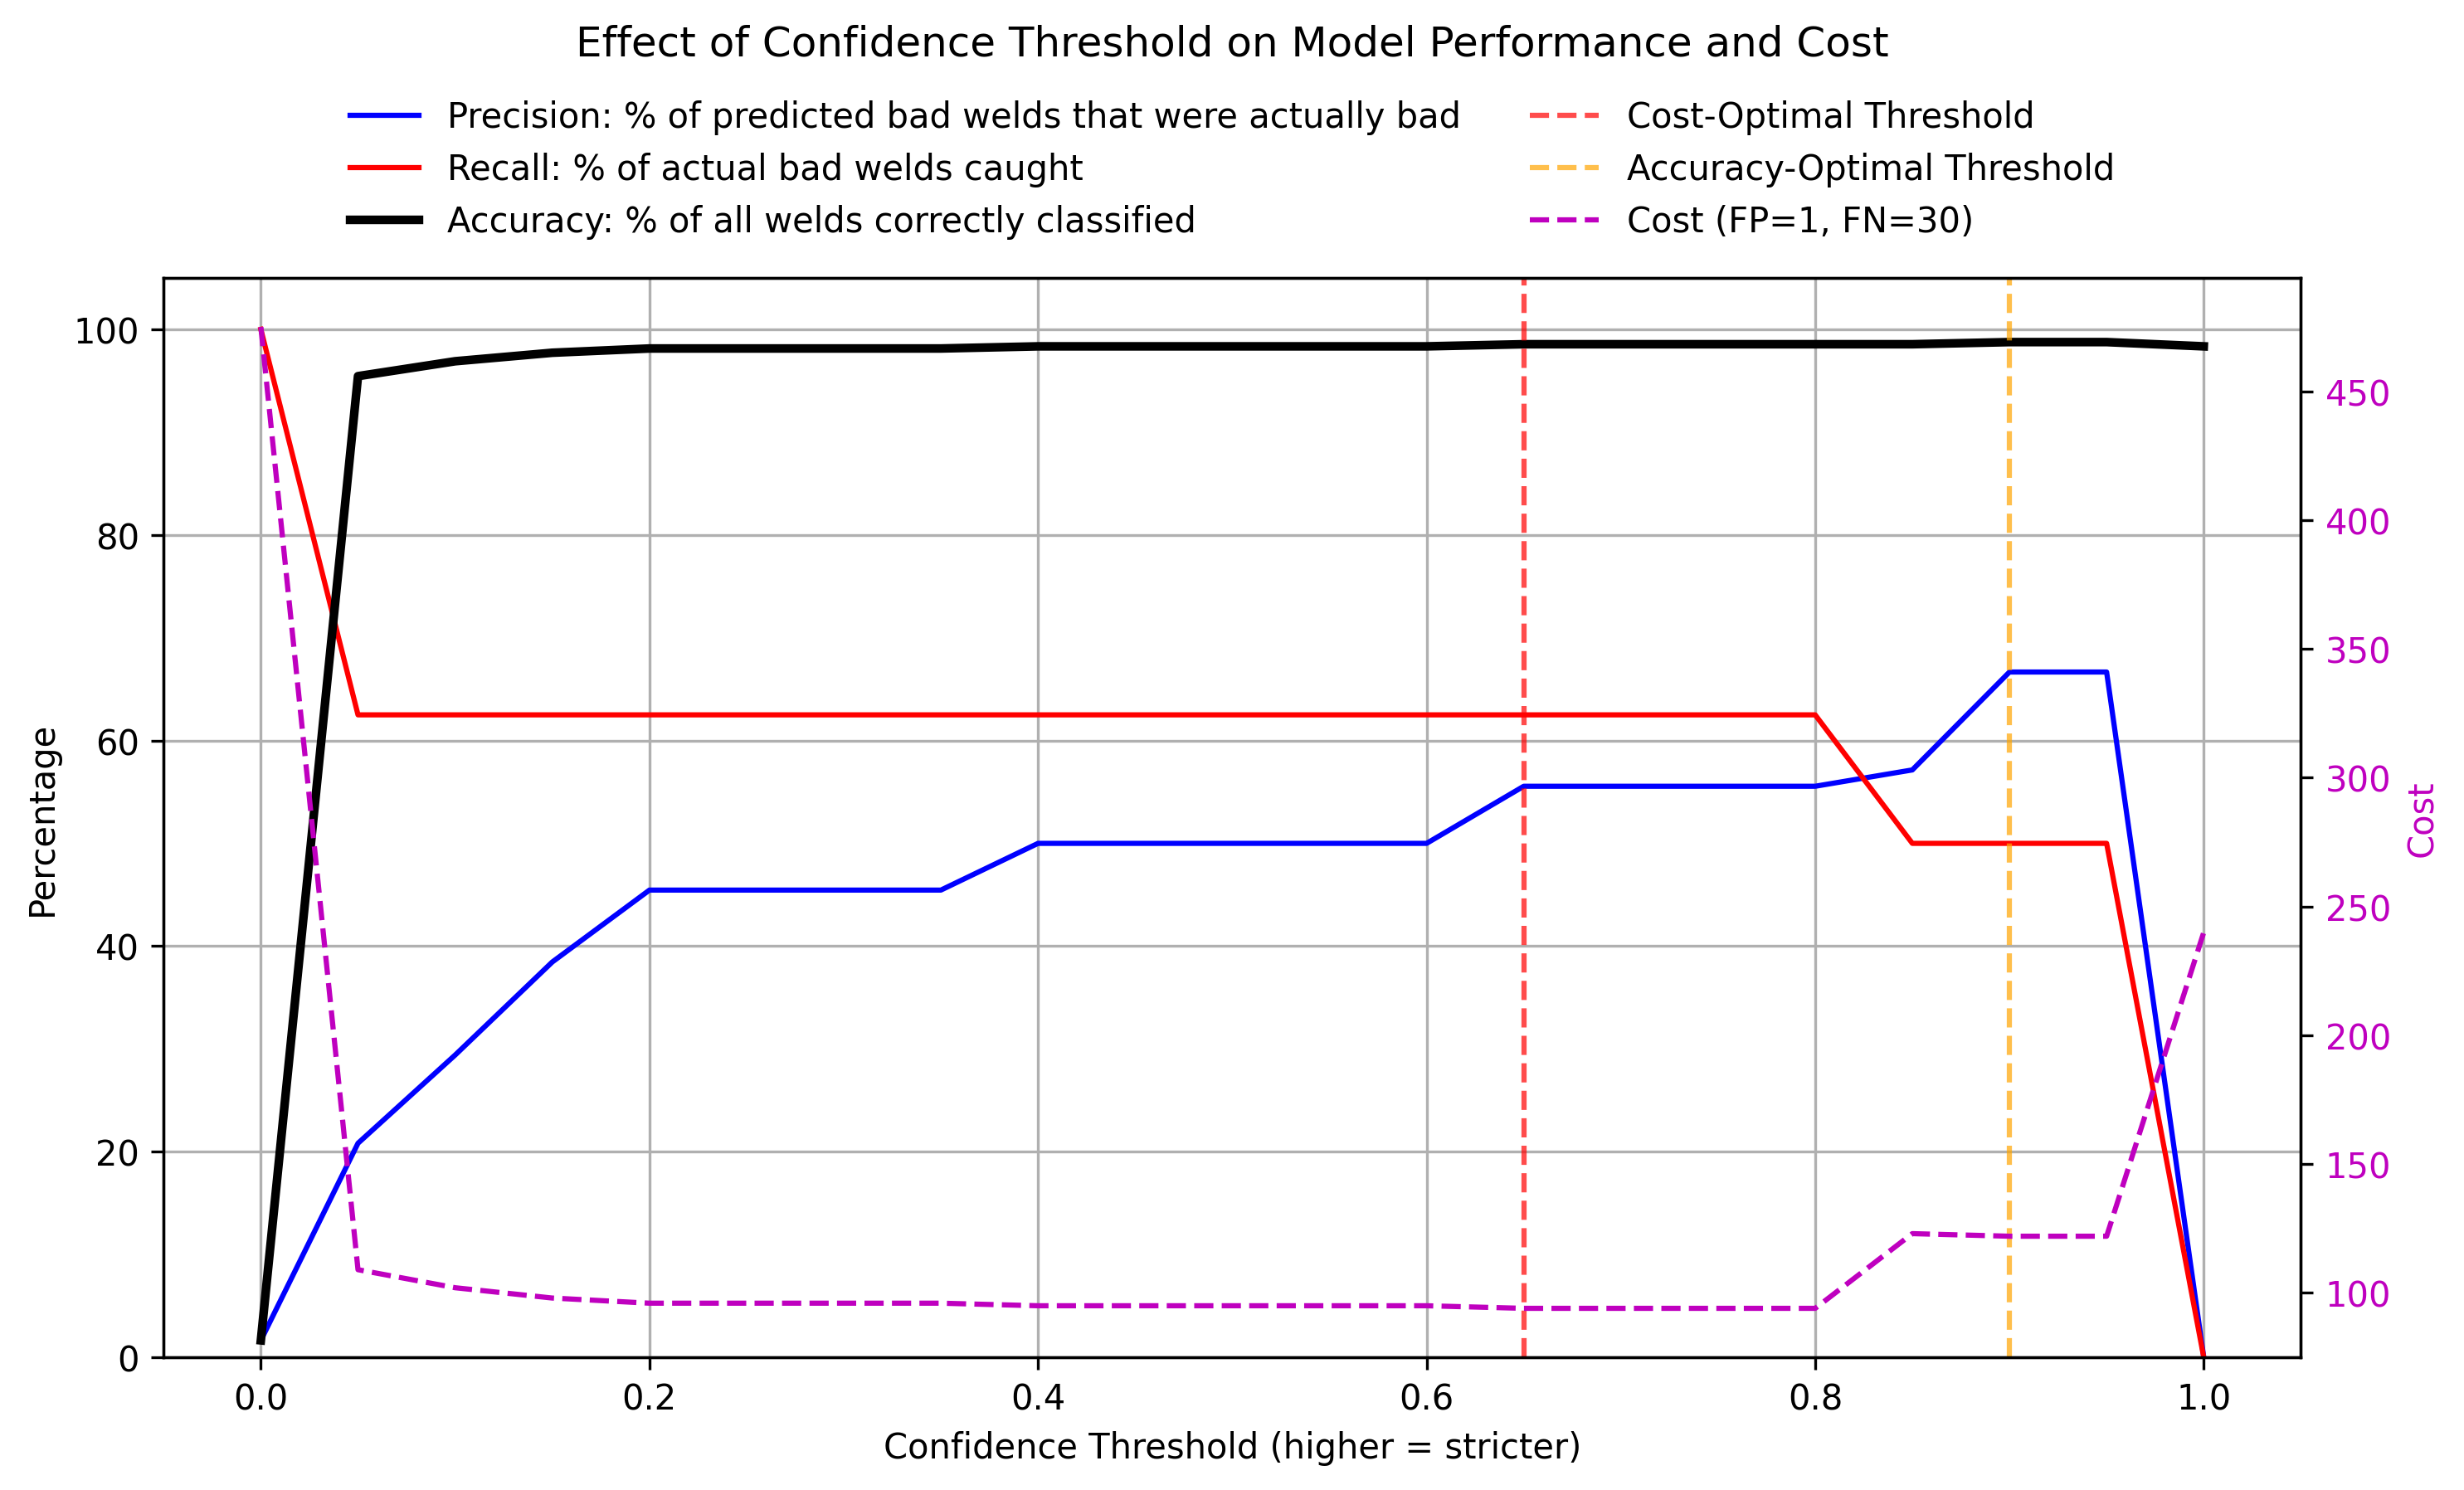 Effect of Confidence Threshold on Model Performance and Cost
Precision: % of predicted bad welds that were actually bad
Recall: % of actual bad welds caught
Accuracy: % of all welds correctly classified
Cost-Optimal Threshold
Accuracy-Optimal Threshold
Cost (FP=1, FN=30)
Percentage
100
80
60
40
20
0
450
400
350
300
250
200
150
100
Cost
0.0 0.2 0.4 0.6 0.8 1.0
Confidence Threshold (higher = stricter)